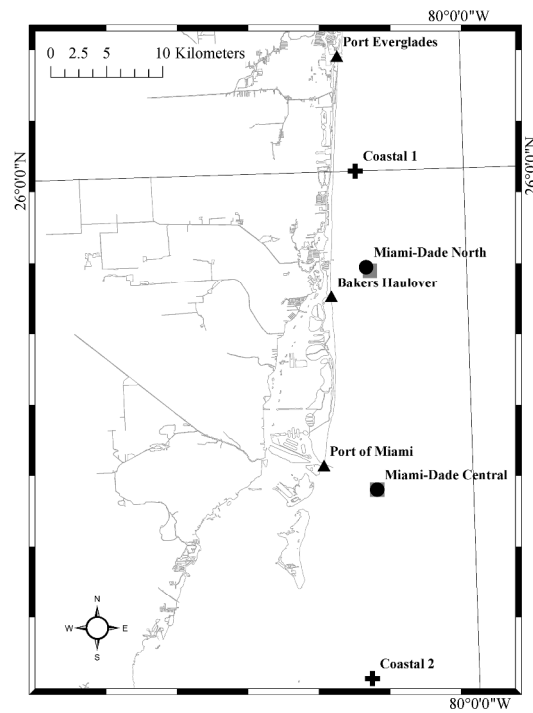 80°0'0"W
Port Everglades
0 2.5 5 10 Kilometers
Coastal 1
26°0'0"N
26°0'0"N
Miami-Dade North
Bakers Haulover
Port of Miami
Miami-Dade Central
N
W E
S
Coastal 2
80°0'0"W